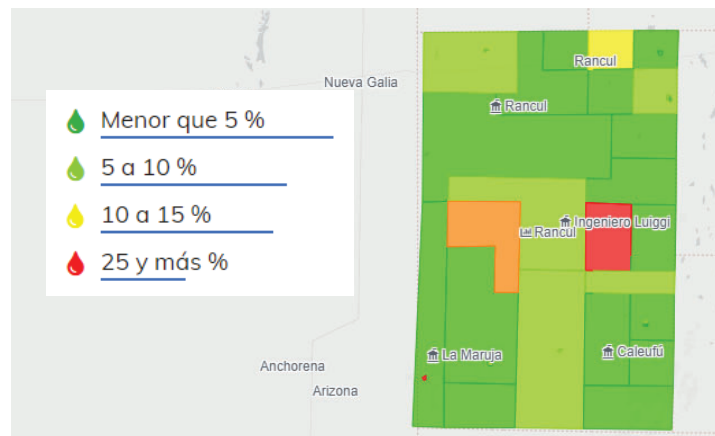 Rancul
Nueva Galia
Rancul
Menor que 5 %
5 a 10 %
10 a 15 %
25 y más %
Ingeniero Luiggi
Rancul
La Maruja
Caleufú
Anchorena
Arizona